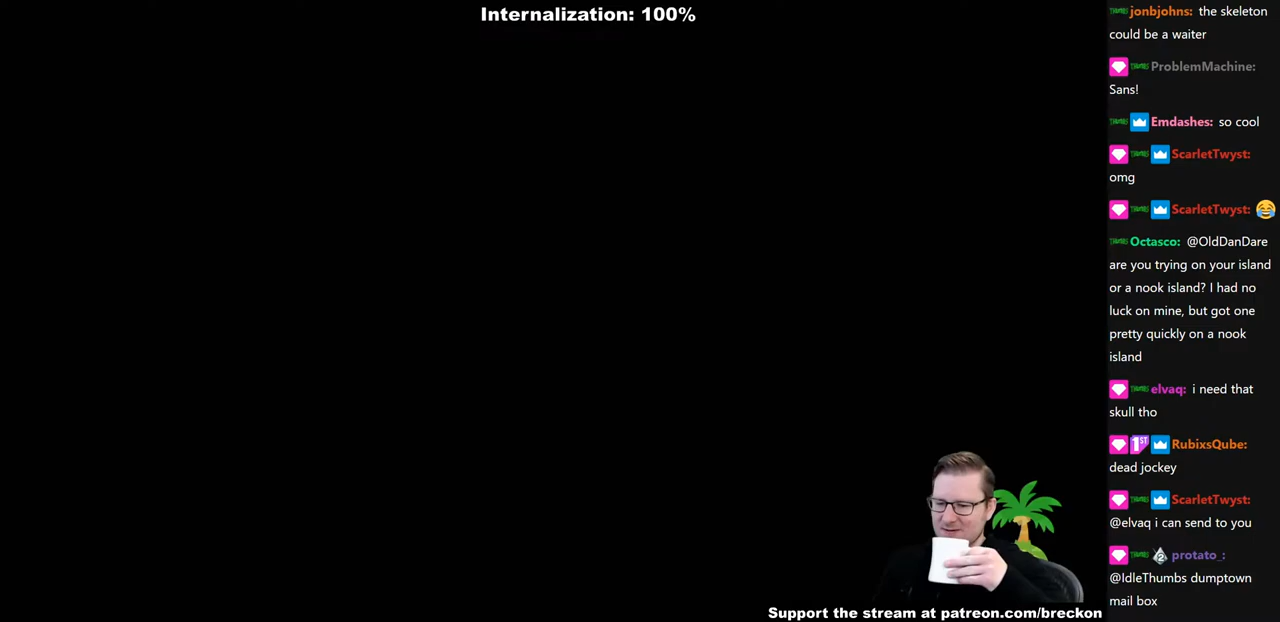 Internalization: 100%
jonbjohns: the skeleton
could be a waiter
ProblemMachine:
Sans!
Emdashes: so cool
ScarletTwyst:
omg
ScarletTwyst: 😂
Octasco: @OldDanDare
are you trying on your island
or a nook island? I had no
luck on mine, but got one
pretty quickly on a nook
island
elvaq: i need that
skull tho
1ST RubixsQube:
dead jockey
ScarletTwyst:
@elvaq i can send to you
2 protato_:
@IdleThumbs dumptown
mail box
Support the stream at patreon.com/breckon